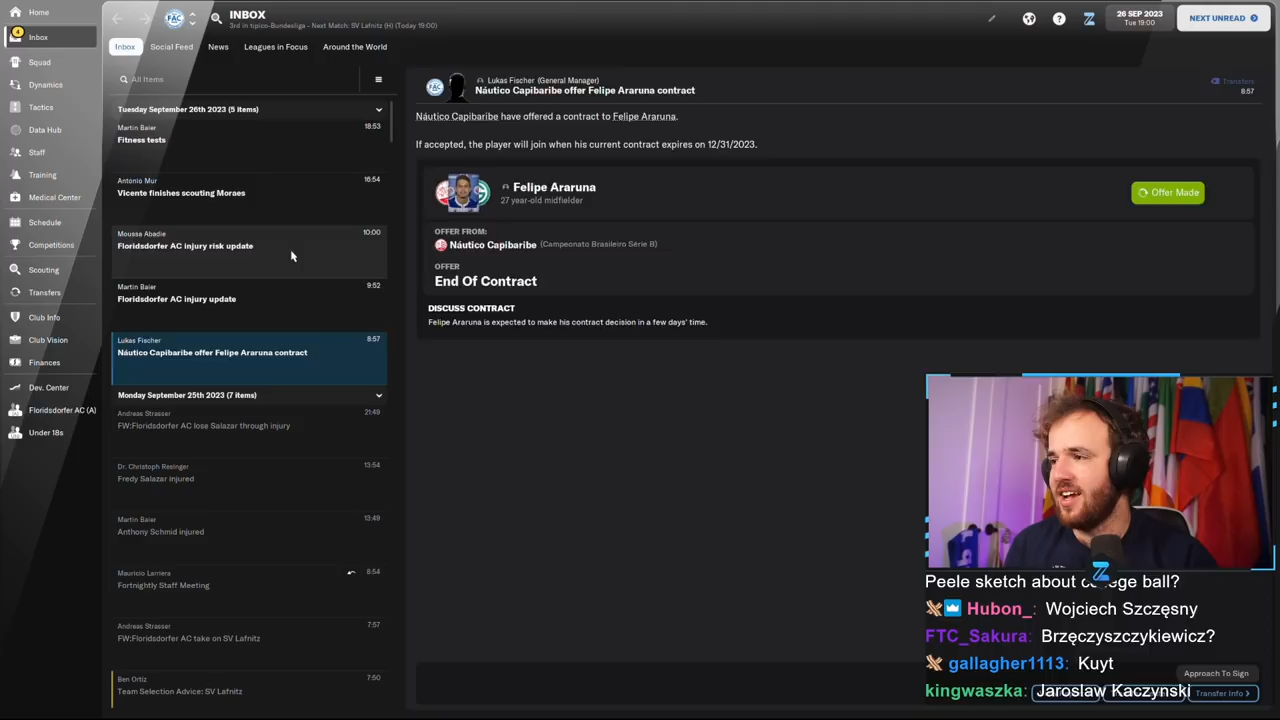 Home
Inbox
4
Squad
Dynamics
Tactics
Data Hub
Staff
Training
Medical Center
Schedule
Competitions
Scouting
Transfers
Club Info
Club Vision
Finances
Dev. Center
Floridsdorfer AC (A)
Under 18s
FAC
INBOX
3rd in tipico-Bundesliga - Next Match: SV Lafnitz (H) (Today 19:00)
26 SEP 2023
Tue 19:00
NEXT UNREAD
Inbox
Social Feed
News
Leagues in Focus
Around the World
All Items
Tuesday September 26th 2023 (5 items)
Martin Baier
18:53
Fitness tests
Antonio Mur
16:54
Vicente finishes scouting Moraes
Moussa Abadie
10:00
Floridsdorfer AC injury risk update
Martin Baier
9:52
Floridsdorfer AC injury update
Lukas Fischer
8:57
Náutico Capibaribe offer Felipe Araruna contract
Monday September 25th 2023 (7 items)
Andreas Strasser
21:49
FW:Floridsdorfer AC lose Salazar through injury
Dr. Christoph Resinger
13:54
Fredy Salazar injured
Martin Baier
13:49
Anthony Schmid injured
Mauricio Larriera
8:54
Fortnightly Staff Meeting
Andreas Strasser
7:57
FW:Floridsdorfer AC take on SV Lafnitz
Ben Ortiz
7:50
Team Selection Advice: SV Lafnitz
FAC
Lukas Fischer (General Manager)
Náutico Capibaribe offer Felipe Araruna contract
Transfers
8:57
Náutico Capibaribe have offered a contract to Felipe Araruna.
If accepted, the player will join when his current contract expires on 12/31/2023.
Felipe Araruna
27 year-old midfielder
Offer Made
OFFER FROM:
Náutico Capibaribe (Campeonato Brasileiro Série B)
OFFER
End Of Contract
DISCUSS CONTRACT
Felipe Araruna is expected to make his contract decision in a few days' time.
Peele sketch about college ball?
Hubon_: Wojciech Szczęsny
FTC_Sakura: Brzęczyszczykiewicz?
gallagher1113: Kuyt
kingwaszka: Jaroslaw Kaczynski
Approach To Sign
Transfer Info